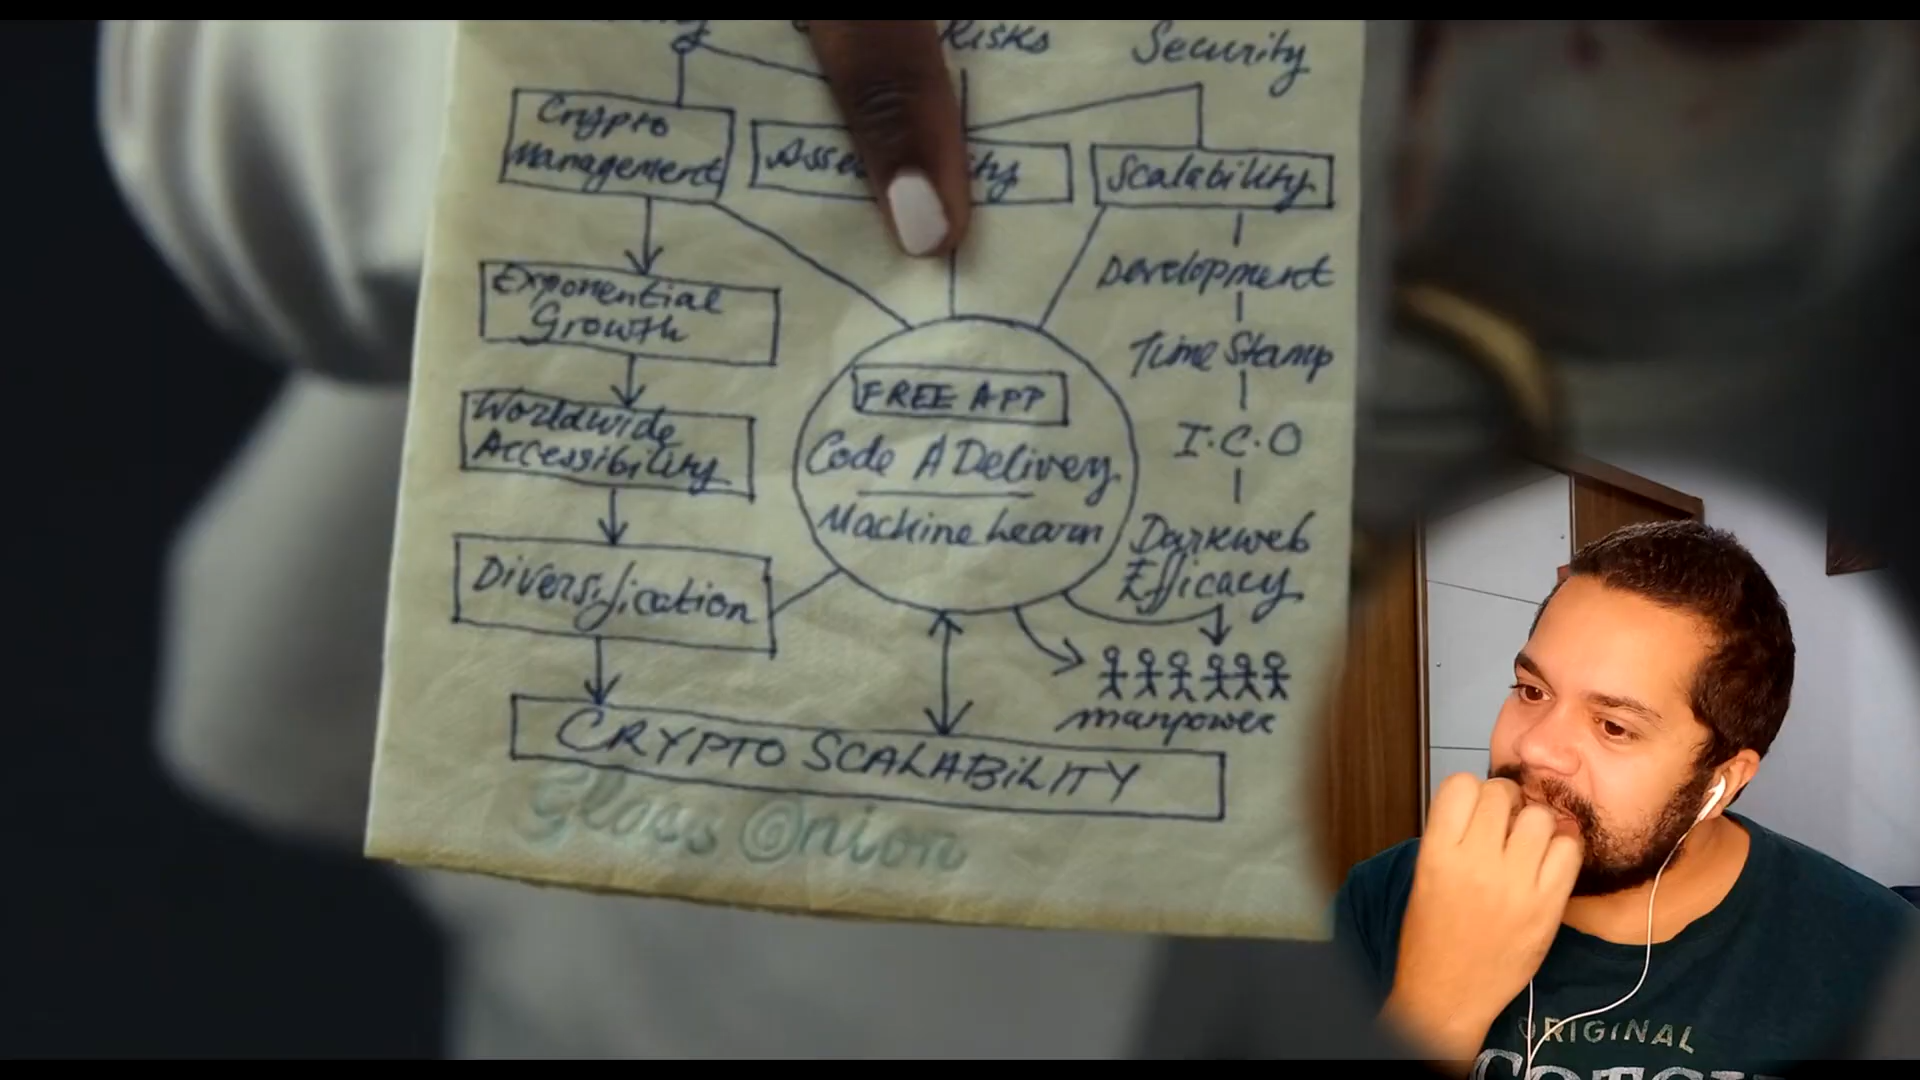 Risks
Security
Crypto
Management
Scalability
Exponential
Growth
Worldwide
Accessibility
Diversification
FREE APP
Code A Delivery
Machine Learn
Development
Time Stamp
I.C.O
Darkweb
Efficacy
manpower
CRYPTO SCALABILITY
Glass Onion
ORIGINAL